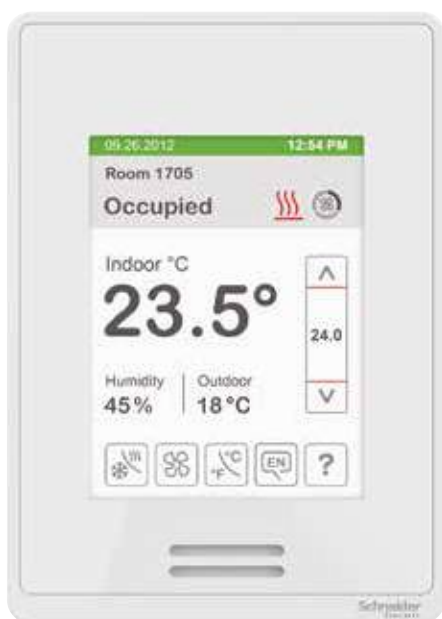 09.26.2012 12:54 PM
Room 1705
Occupied
Indoor °C
23.5°
24.0
Humidity Outdoor
45% 18°C
°F °C EN ?
Schneider
Electric